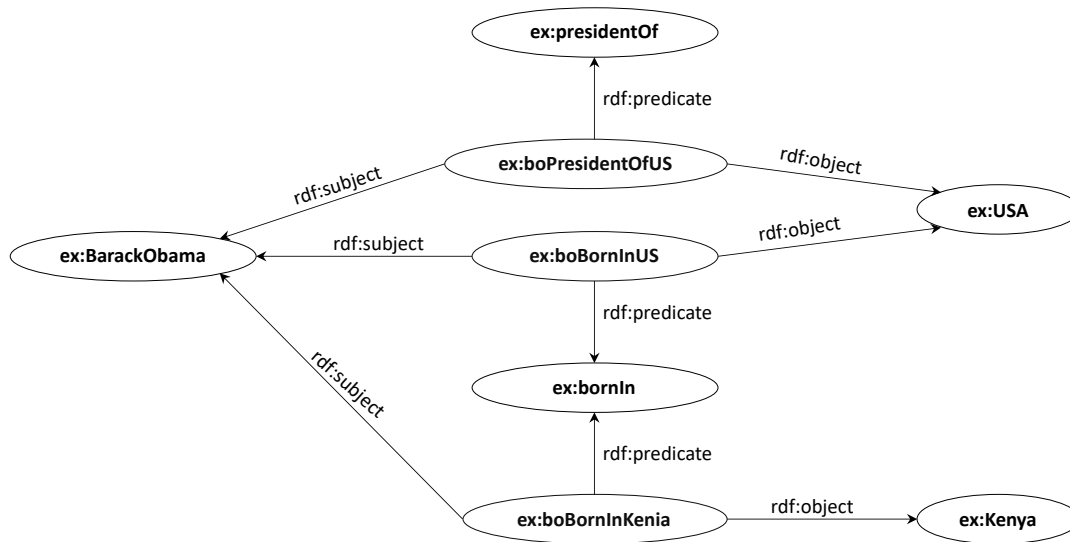 ex:presidentOf
rdf:predicate
ex:boPresidentOfUS
rdf:object
rdf:subject
ex:USA
rdf:object
rdf:subject
ex:boBornInUS
ex:BarackObama
rdf:predicate
rdf:subject
ex:bornIn
rdf:predicate
ex:boBornInKenia
rdf:object
ex:Kenya